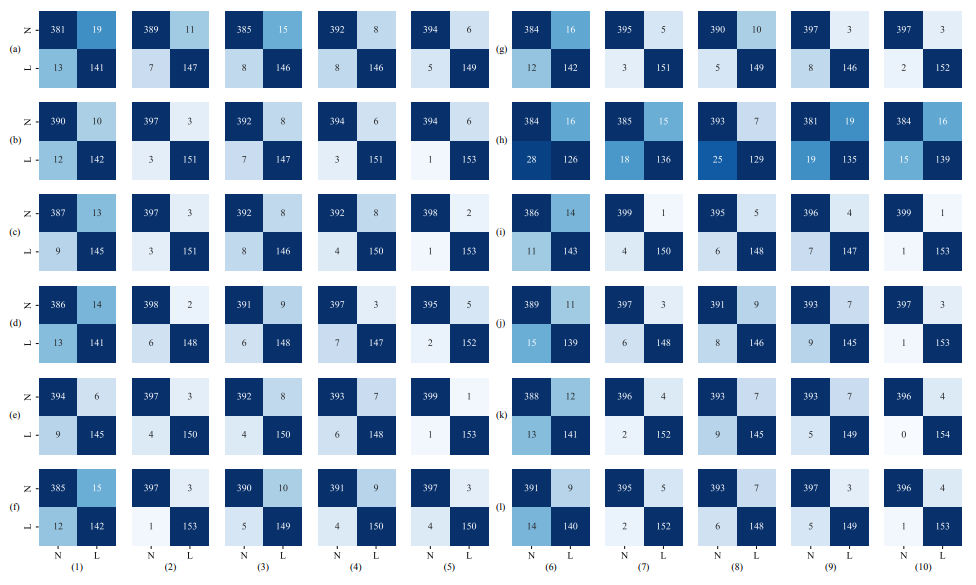 N 381 19 389 11 385 15 392 8 394 6 384 16 395 5 390 10 397 3 397 3
(a) (g)
L 13 141 7 147 8 146 8 146 5 149 12 142 3 151 5 149 8 146 2 152
N 390 10 397 3 392 8 394 6 394 6 384 16 385 15 393 7 381 19 384 16
(b) (h)
L 12 142 3 151 7 147 3 151 1 153 28 126 18 136 25 129 19 135 15 139
N 387 13 397 3 392 8 392 8 398 2 386 14 399 1 395 5 396 4 399 1
(c) (i)
L 9 145 3 151 8 146 4 150 1 153 11 143 4 150 6 148 7 147 1 153
N 386 14 398 2 391 9 397 3 395 5 389 11 397 3 391 9 393 7 397 3
(d) (j)
L 13 141 6 148 6 148 7 147 2 152 15 139 6 148 8 146 9 145 1 153
N 394 6 397 3 392 8 393 7 399 1 388 12 396 4 393 7 393 7 396 4
(e) (k)
L 9 145 4 150 4 150 6 148 1 153 13 141 2 152 9 145 5 149 0 154
N 385 15 397 3 390 10 391 9 397 3 391 9 395 5 393 7 397 3 396 4
(f) (l)
L 12 142 1 153 5 149 4 150 4 150 14 140 2 152 6 148 5 149 1 153
N L N L N L N L N L N L N L N L N L N L
(1) (2) (3) (4) (5) (6) (7) (8) (9) (10)